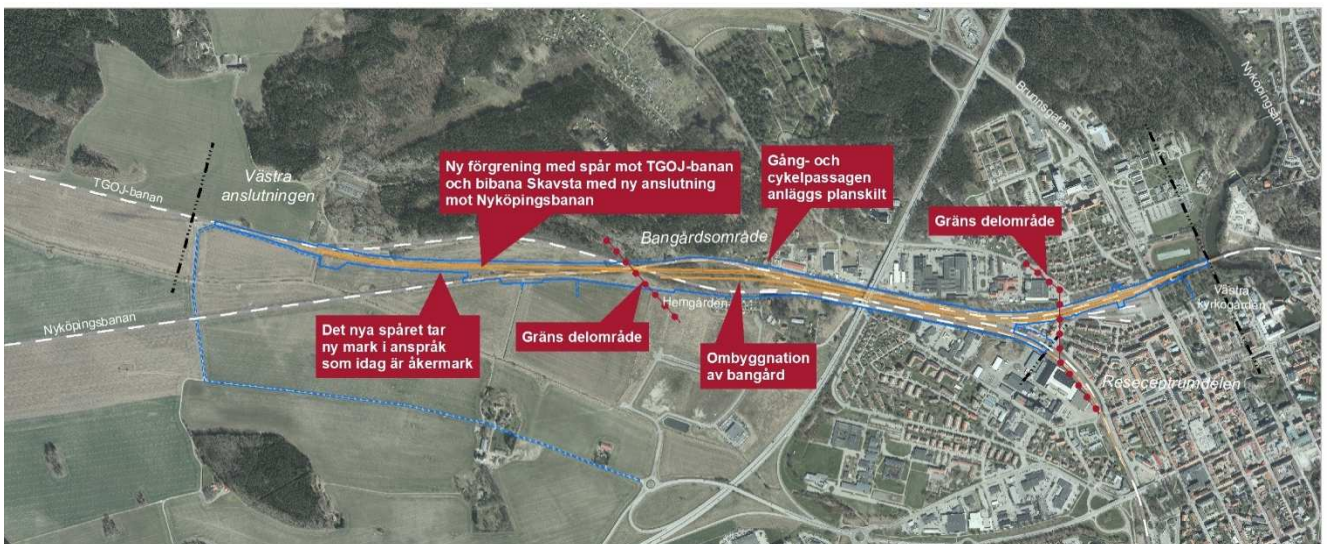 Brunnsgatan
Nyköpingsån
TGOJ-banan
Västra
anslutningen
Ny förgrening med spår mot TGOJ-banan
och bibana Skavsta med ny anslutning
mot Nyköpingsbanan
Gång- och
cykelpassagen
anläggs planskilt
Gräns delområde
Bangårdsområde
Nyköpingsbanan
Hemgården
Västra
kyrkogården
Det nya spåret tar
ny mark i anspråk
som idag är åkermark
Gräns delområde
Ombyggnation
av bangård
Resecentrumdelen